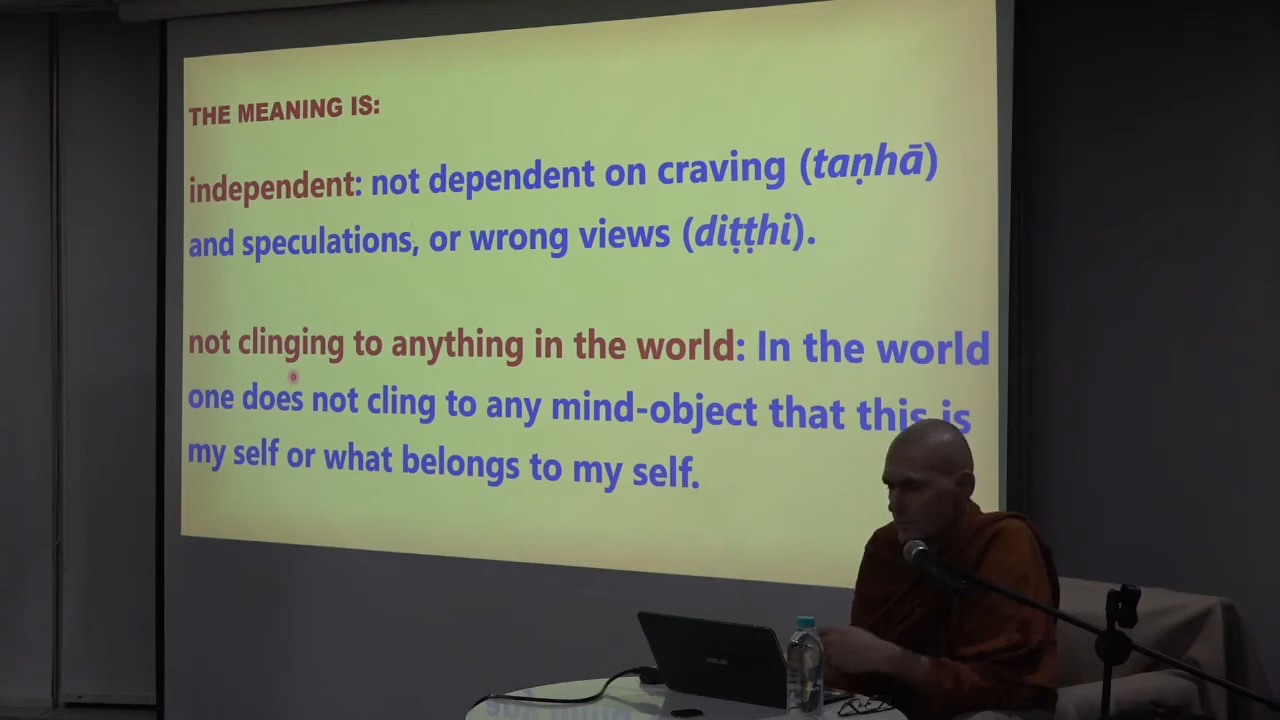 THE MEANING IS:
independent: not dependent on craving (taṇhā)
and speculations, or wrong views (diṭṭhi).
not clinging to anything in the world: In the world
one does not cling to any mind-object that this is
my self or what belongs to my self.
ASUS